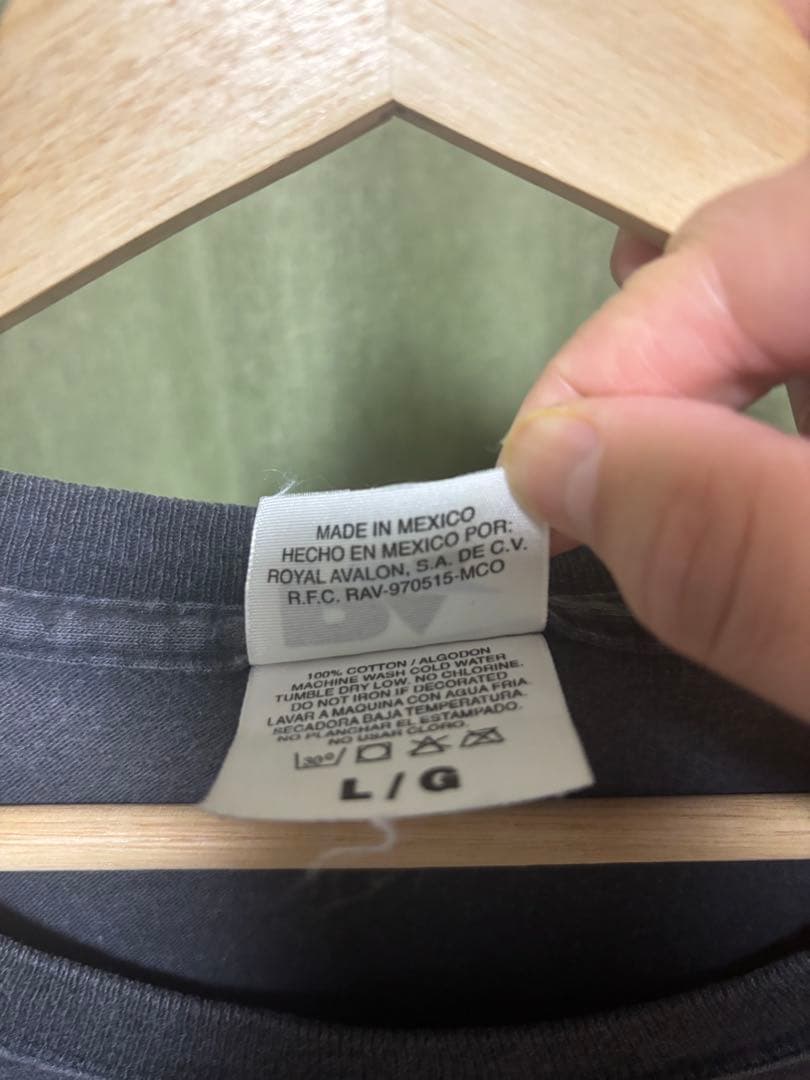 MADE IN MEXICO
HECHO EN MEXICO POR:
ROYAL AVALON, S.A. DE C.V.
R.F.C. RAV-970515-MCO
100% COTTON / ALGODON
MACHINE WASH COLD WATER
TUMBLE DRY LOW. NO CHLORINE.
DO NOT IRON IF DECORATED
LAVAR A MAQUINA CON AGUA FRIA.
SECADORA BAJA TEMPERATURA.
NO PLANCHAR EL ESTAMPADO.
NO USAR CLORO.
30°
L / G